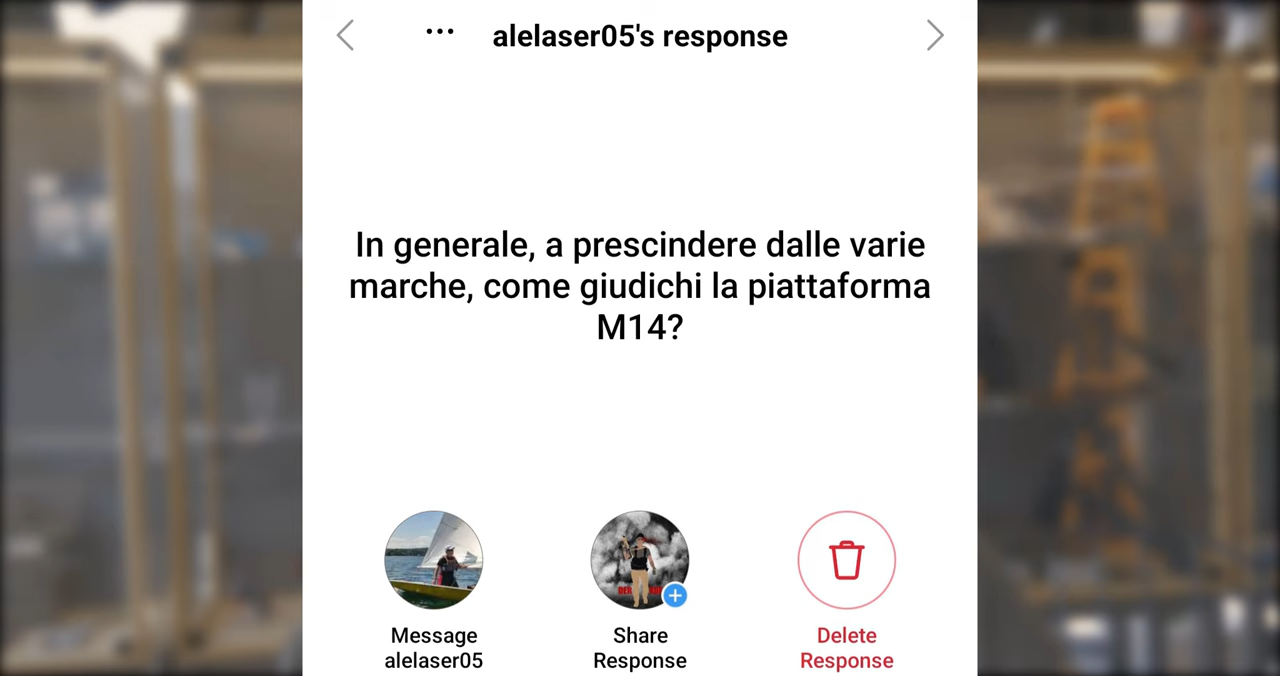 alelaser05's response
In generale, a prescindere dalle varie
marche, come giudichi la piattaforma
M14?
Message
alelaser05
Share
Response
Delete
Response